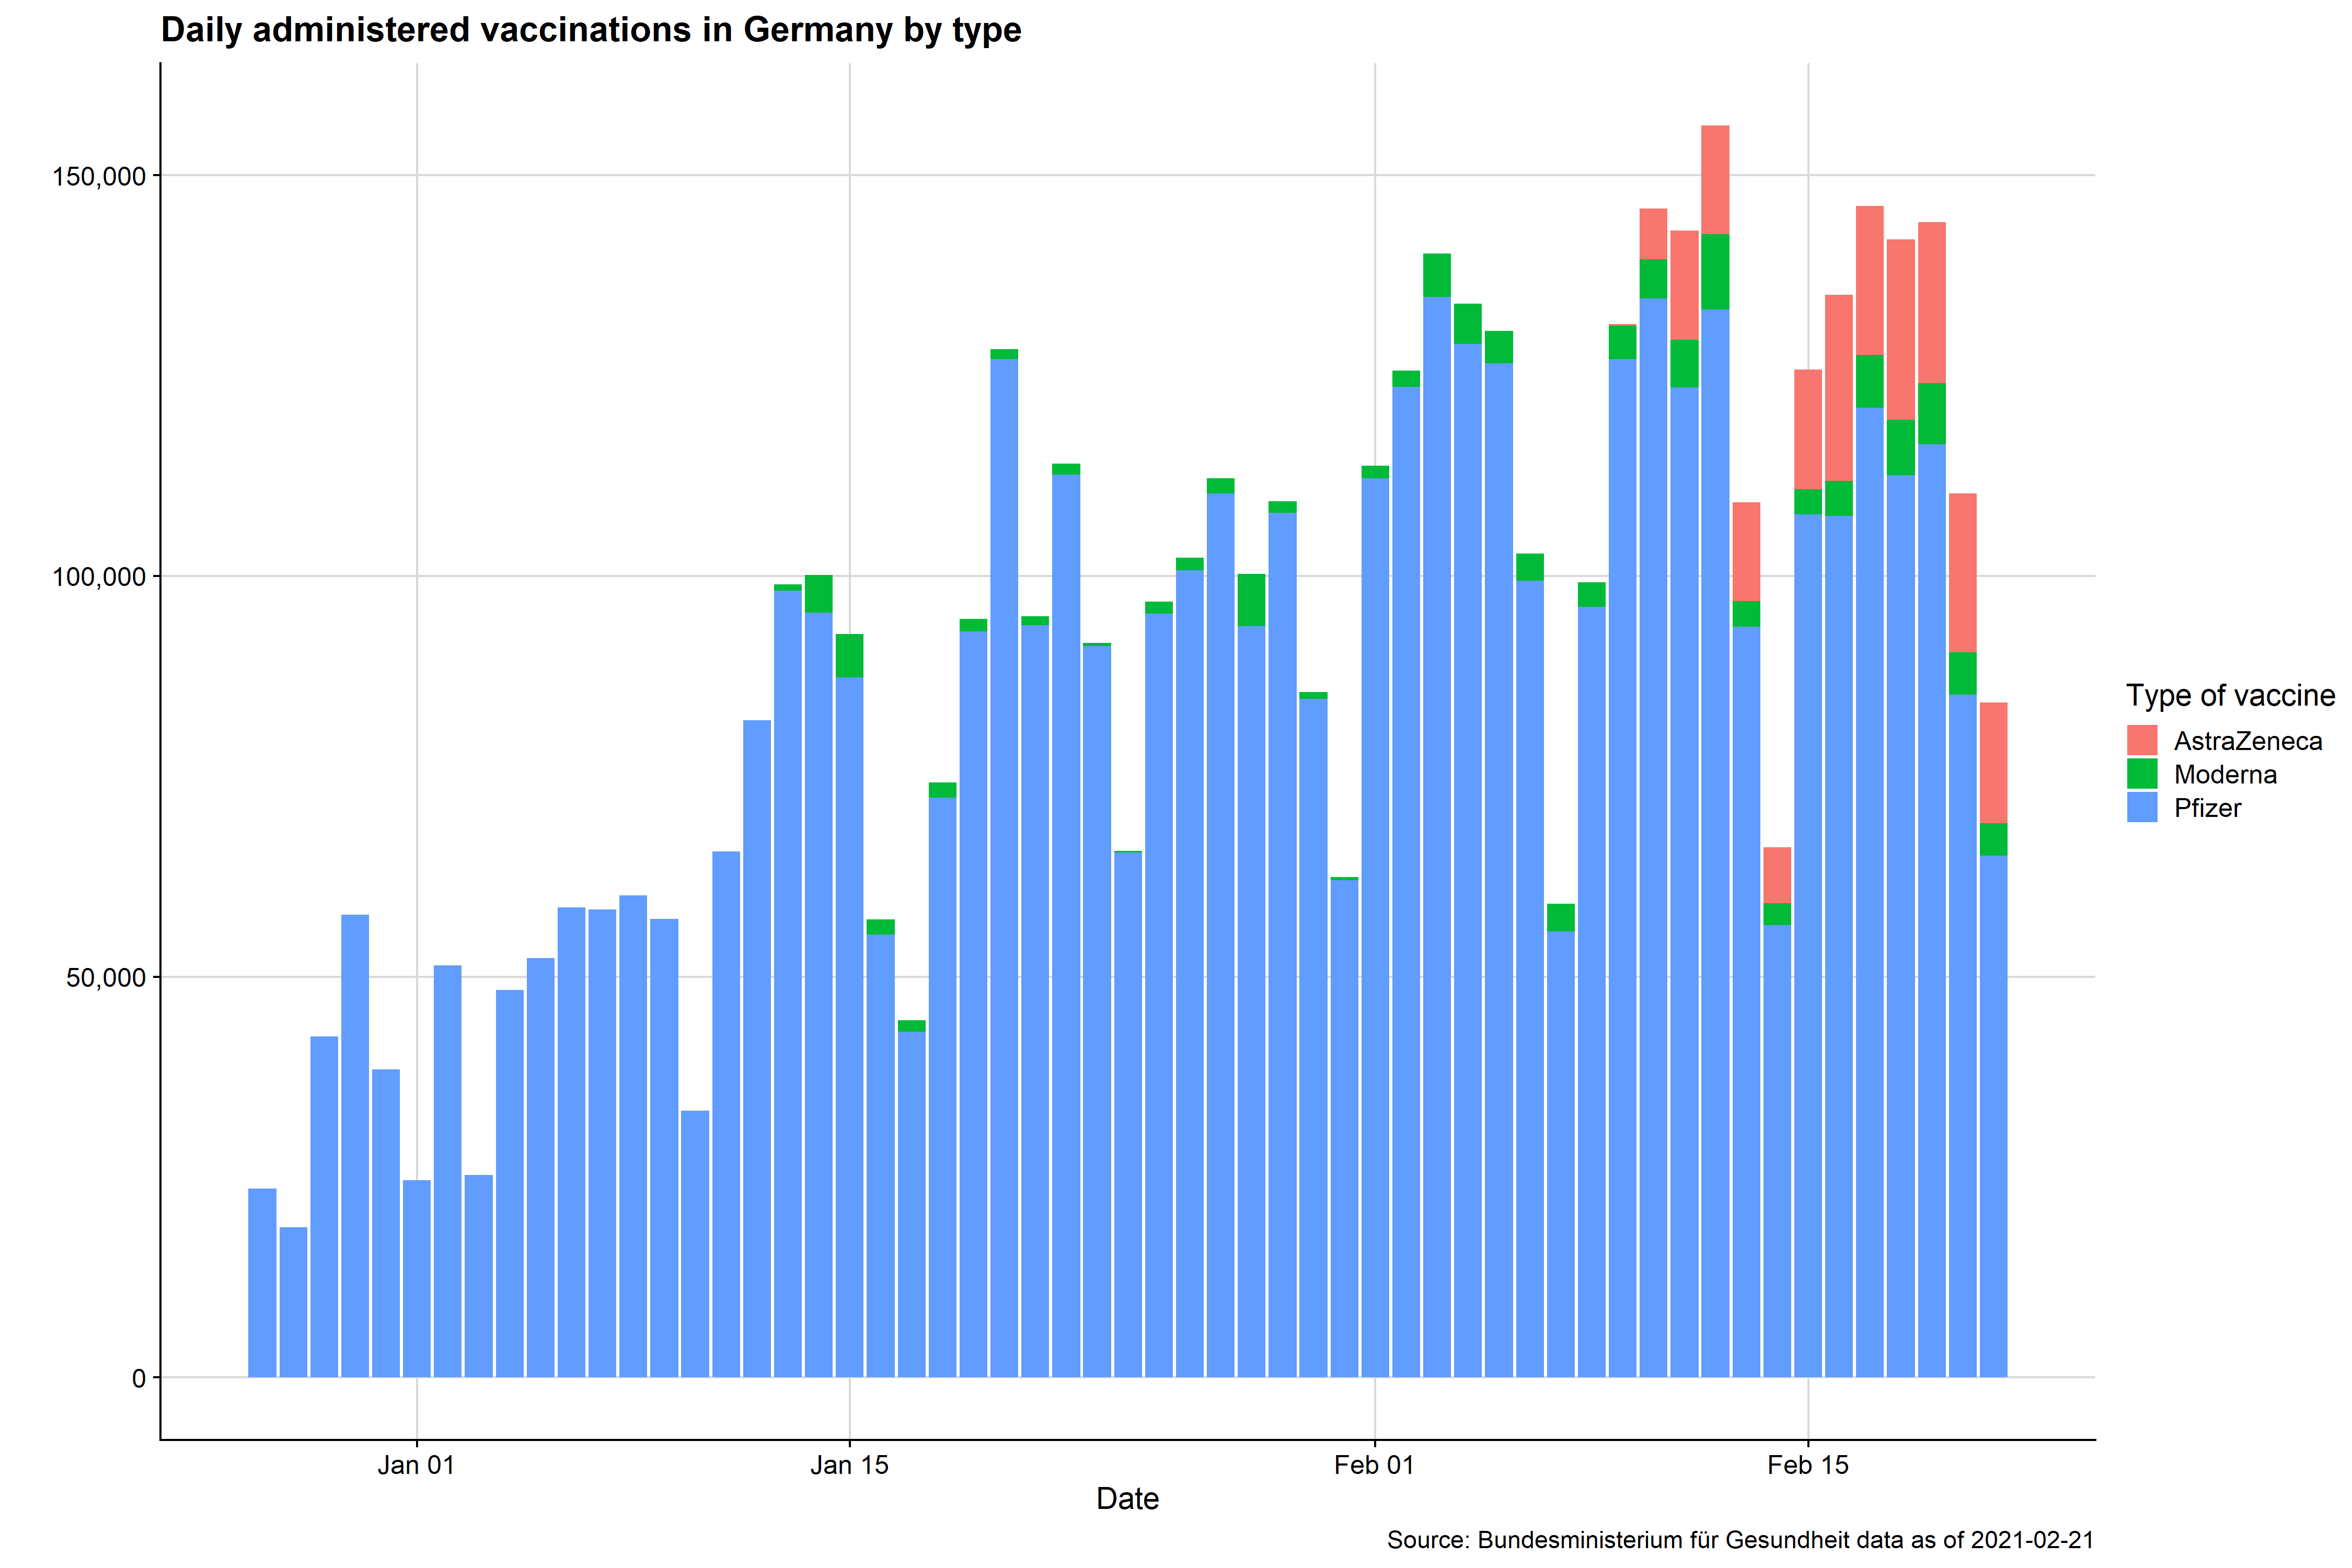 Daily administered vaccinations in Germany by type
150,000
100,000
50,000
0
Jan 01 Jan 15 Feb 01 Feb 15
Date
Type of vaccine
AstraZeneca
Moderna
Pfizer
Source: Bundesministerium für Gesundheit data as of 2021-02-21